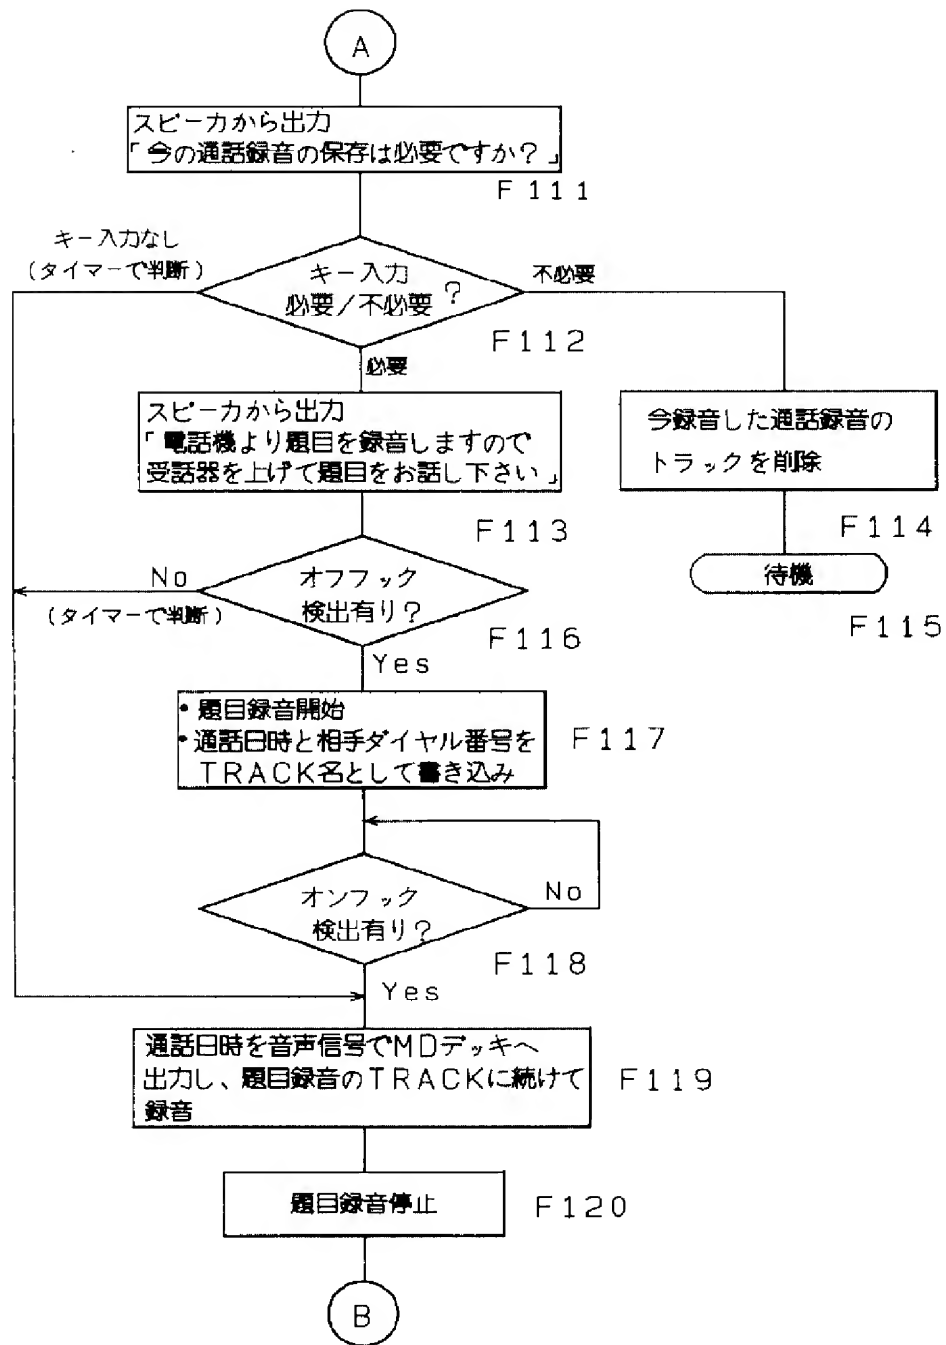 A
スピーカから出力
「今の通話録音の保存は必要ですか？」
F111
キー入力なし
(タイマーで判断)
キー入力
必要／不必要？
不必要
F112
必要
スピーカから出力
「電話機より題目を録音しますので
受話器を上げて題目をお話し下さい」
F113
今録音した通話録音の
トラックを削除
F114
待機
F115
No
(タイマーで判断)
オフフック
検出有り？
F116
Yes
・題目録音開始
・通話日時と相手ダイヤル番号を
TRACK名として書き込み
F117
オンフック
検出有り？
No
F118
Yes
通話日時を音声信号でMDデッキへ
出力し、題目録音のTRACKに続けて
録音
F119
題目録音停止
F120
B